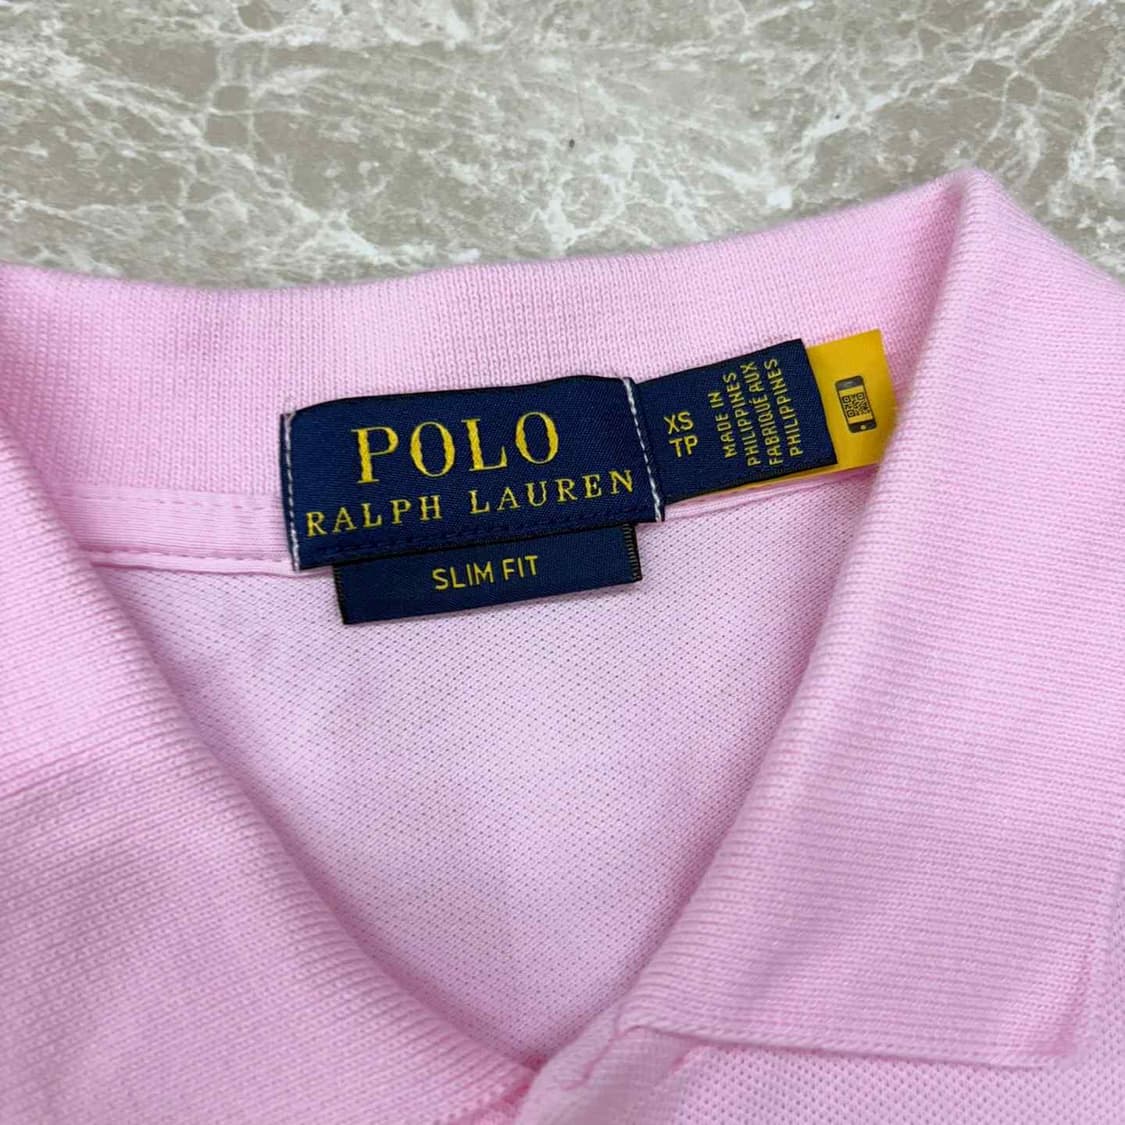 POLO
RALPH LAUREN
SLIM FIT
XS
TP
MADE IN
PHILIPPINES
FABRIQUÉ AUX
PHILIPPINES